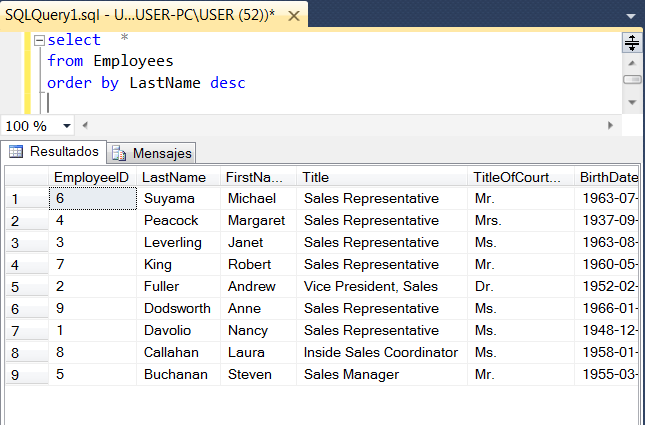 SQLQuery1.sql - U...USER-PC\USER (52))*
select *
from Employees
order by LastName desc
100 %
Resultados Mensajes
EmployeeID LastName FirstNa... Title TitleOfCourt... BirthDate
1 6 Suyama Michael Sales Representative Mr. 1963-07-
2 4 Peacock Margaret Sales Representative Mrs. 1937-09-
3 3 Leverling Janet Sales Representative Ms. 1963-08-
4 7 King Robert Sales Representative Mr. 1960-05-
5 2 Fuller Andrew Vice President, Sales Dr. 1952-02-
6 9 Dodsworth Anne Sales Representative Ms. 1966-01-
7 1 Davolio Nancy Sales Representative Ms. 1948-12-
8 8 Callahan Laura Inside Sales Coordinator Ms. 1958-01-
9 5 Buchanan Steven Sales Manager Mr. 1955-03-